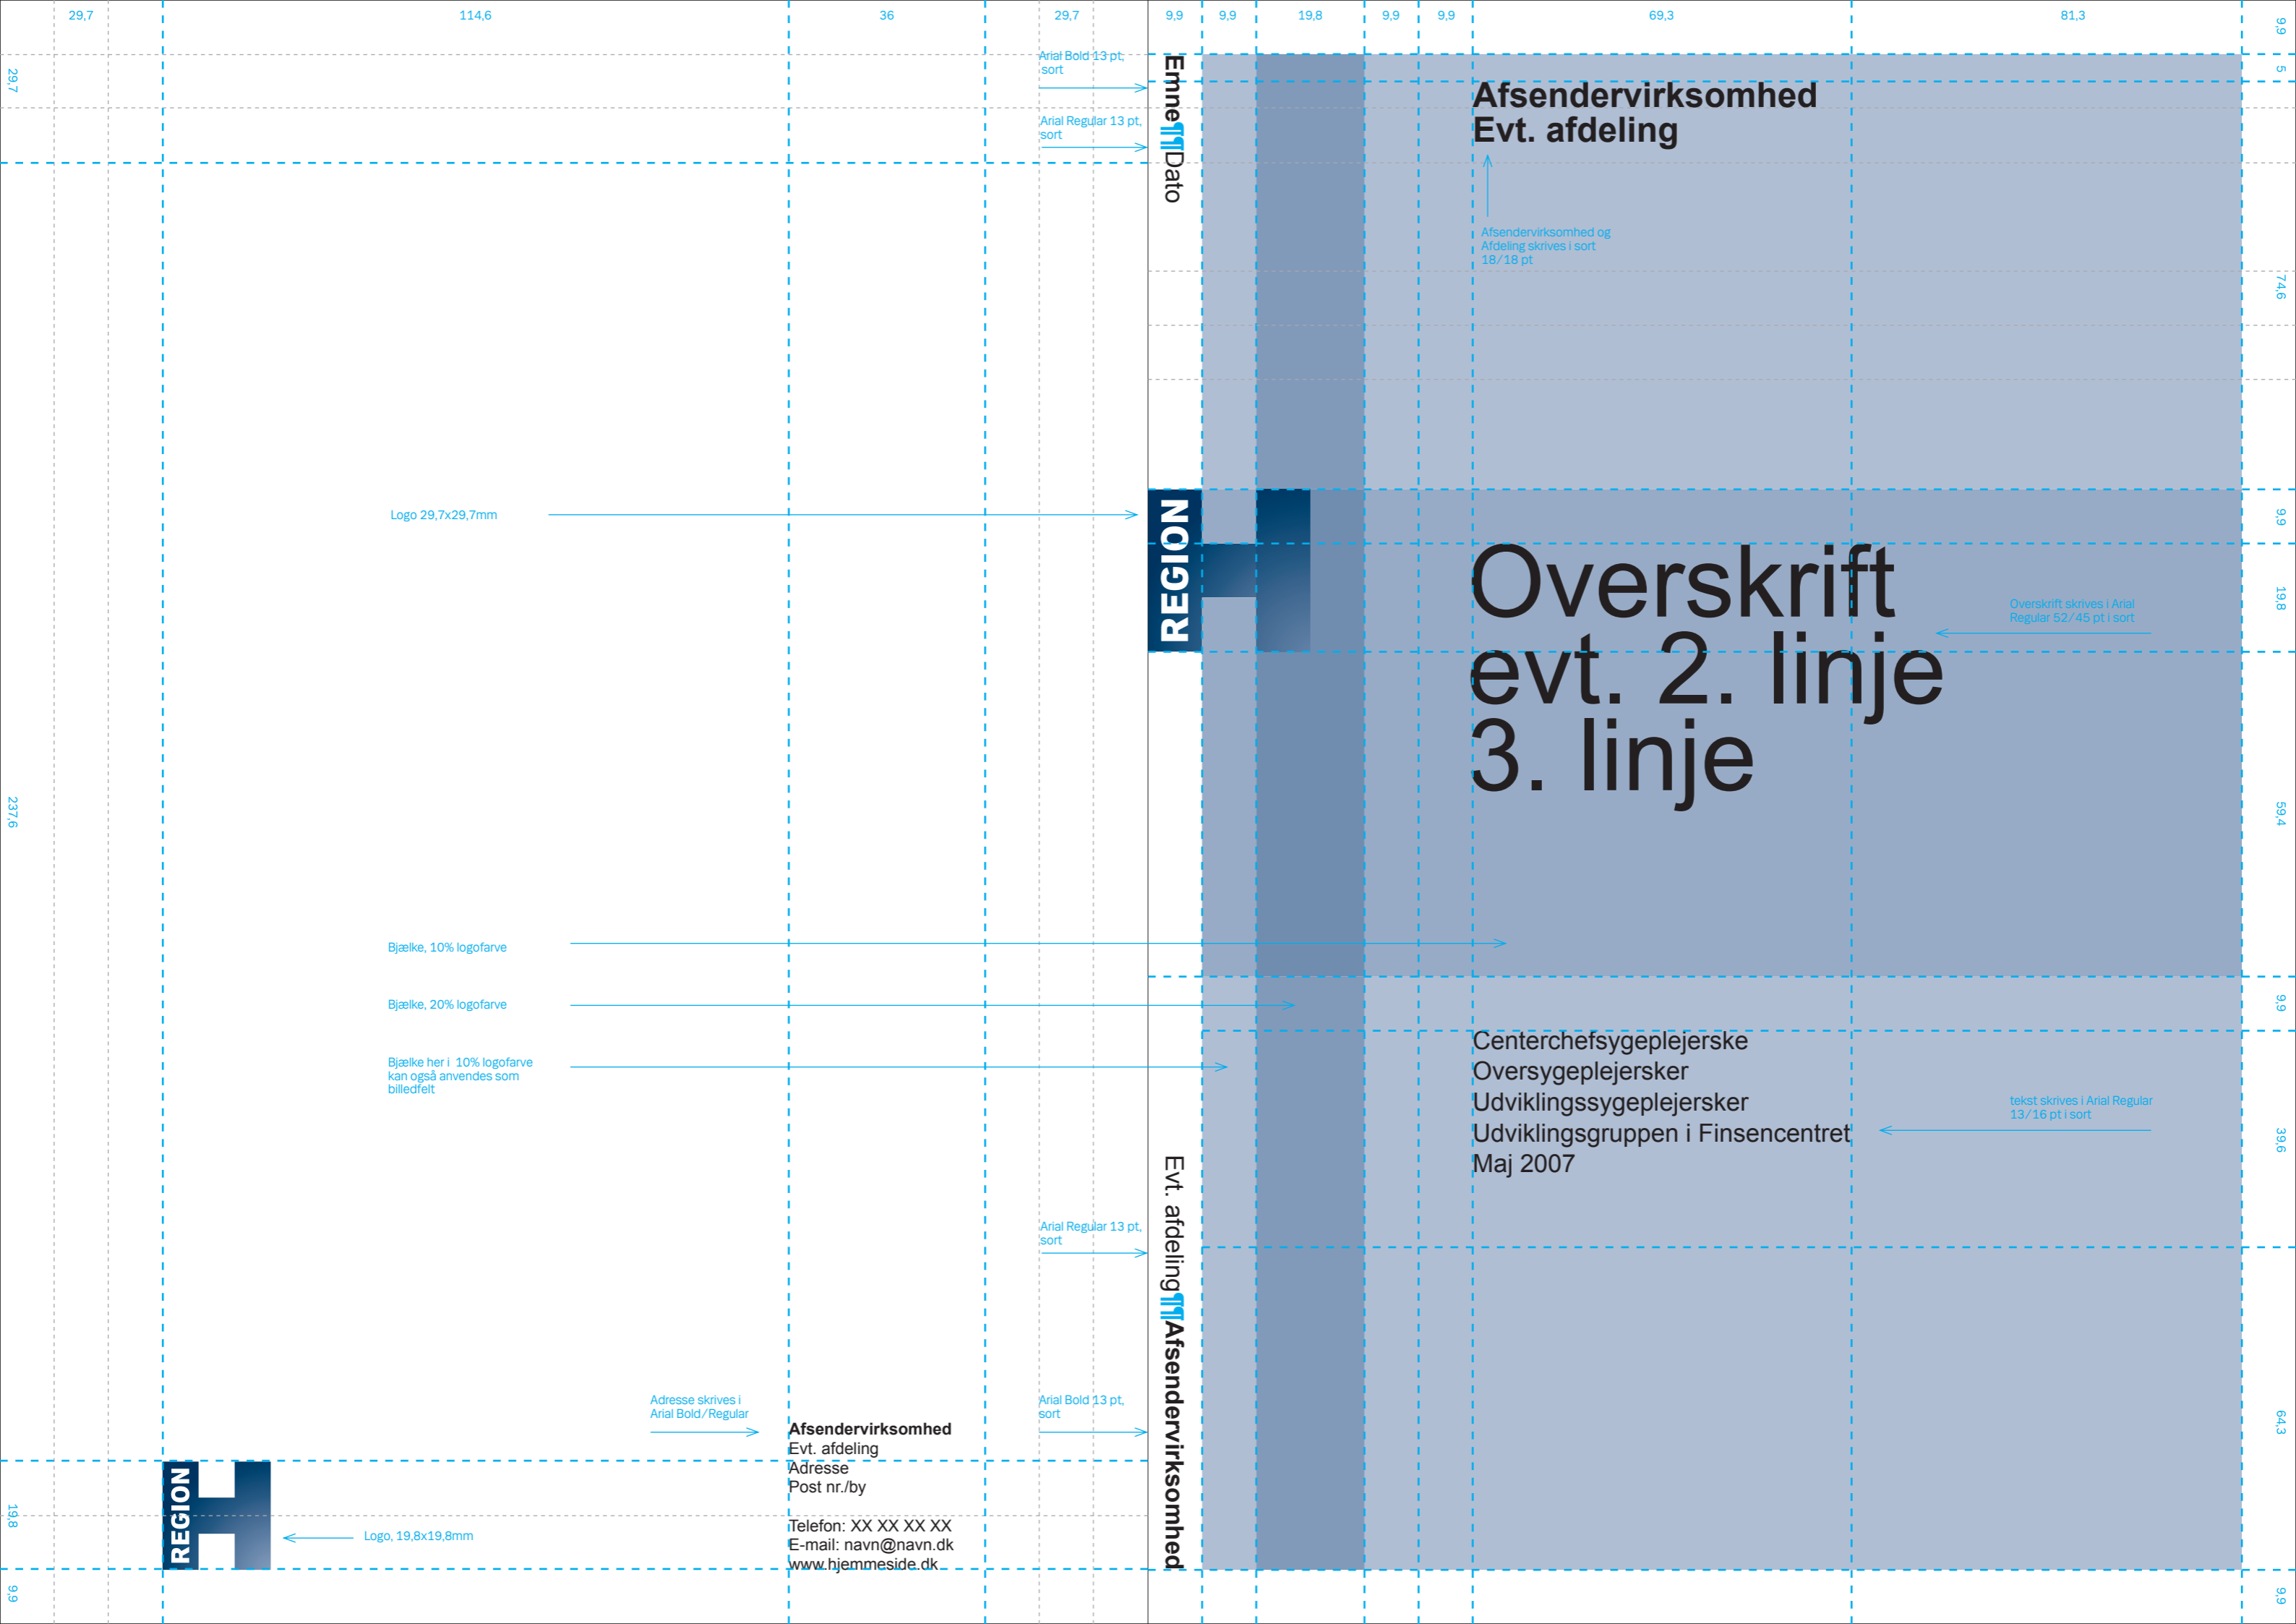 29,7
114,6
36
29,7
9,9
9,9
19,8
9,9
9,9
69,3
81,3
29,7
237,6
19,8
9,9
Logo 29,7x29,7mm
Bjælke, 10% logofarve
Bjælke, 20% logofarve
Bjælke her i 10% logofarve
kan også anvendes som
billedfelt
REGION
Logo, 19,8x19,8mm
Adresse skrives i
Arial Bold/Regular
Afsendervirksomhed
Evt. afdeling
Adresse
Post nr./by
Telefon: XX XX XX XX
E-mail: navn@navn.dk
www.hjemmeside.dk
Arial Bold 13 pt,
sort
Arial Regular 13 pt,
sort
Arial Regular 13 pt,
sort
Arial Bold 13 pt,
sort
Emne¶¶Dato
REGION
Evt. afdeling¶¶Afsendervirksomhed
Afsendervirksomhed
Evt. afdeling
Afsendervirksomhed og
Afdeling skrives i sort
18/18 pt
Overskrift
evt. 2. linje
3. linje
Overskrift skrives i Arial
Regular 52/45 pt i sort
Centerchefsygeplejerske
Oversygeplejersker
Udviklingssygeplejersker
Udviklingsgruppen i Finsencentret
Maj 2007
tekst skrives i Arial Regular
13/16 pt i sort
9,9
5
74,6
9,9
19,8
59,4
9,9
39,6
64,3
9,9